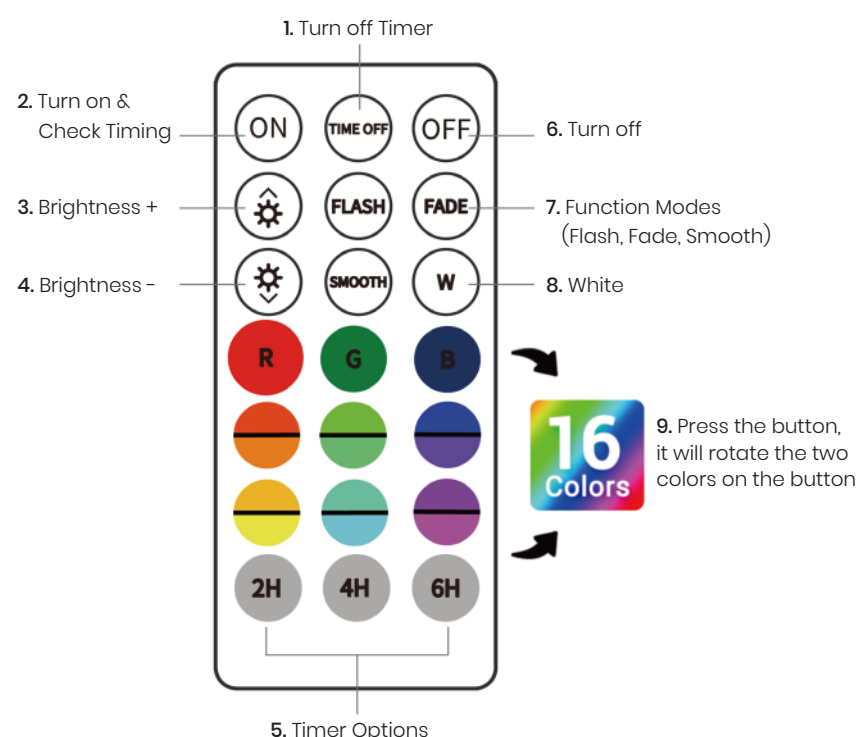 1. Turn off Timer
2. Turn on &
Check Timing
ON
TIME OFF
OFF
6. Turn off
3. Brightness +
FLASH
FADE
7. Function Modes
(Flash, Fade, Smooth)
4. Brightness -
SMOOTH
W
8. White
R
G
B
16
Colors
9. Press the button,
it will rotate the two
colors on the button
2H
4H
6H
5. Timer Options